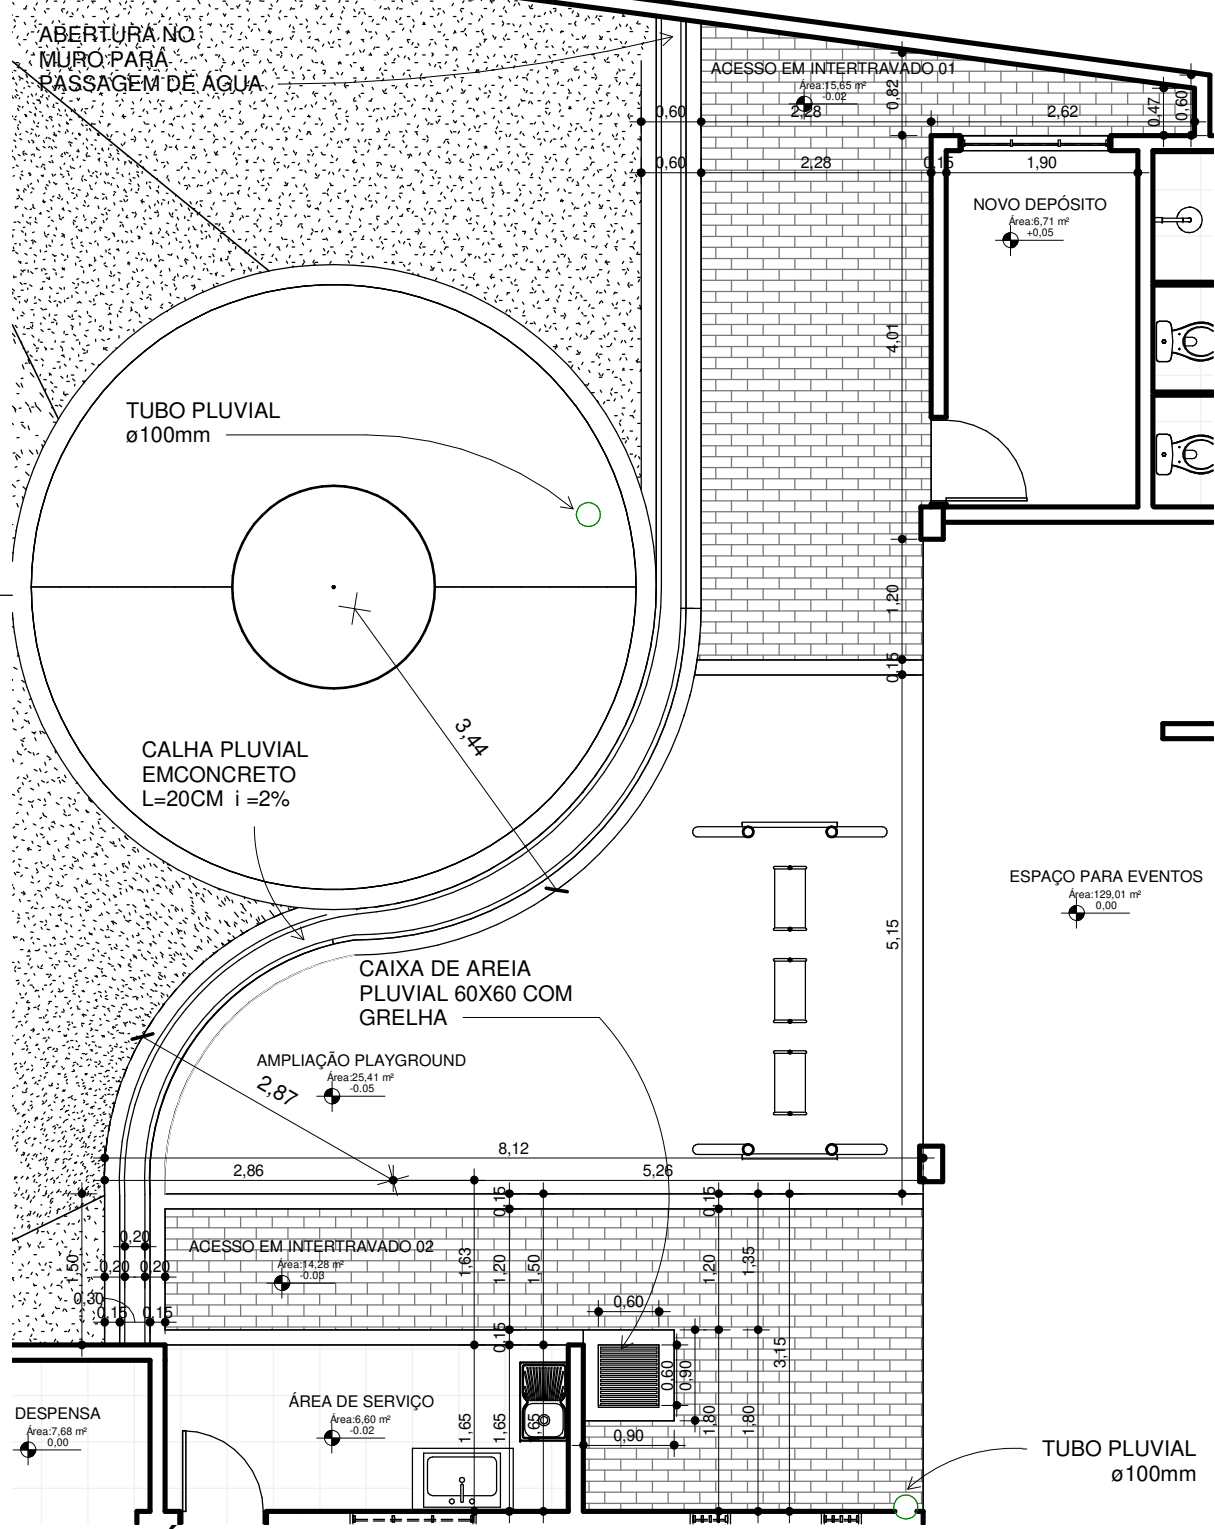 ABERTURA NO
MURO PARA
PASSAGEM DE ÁGUA
ACESSO EM INTERTRAVADO 01
Área:15,65 m²
-0.02
0,60
2,28
0,82
2,62
0,47
0,60
0,60
2,28
0,15
1,90
NOVO DEPÓSITO
Área:6,71 m²
+0,05
4,01
TUBO PLUVIAL
ø100mm
1,20
0,15
3,44
CALHA PLUVIAL
EMCONCRETO
L=20CM i =2%
ESPAÇO PARA EVENTOS
Área:129,01 m²
0,00
5,15
CAIXA DE AREIA
PLUVIAL 60X60 COM
GRELHA
AMPLIAÇÃO PLAYGROUND
Área:25,41 m²
-0.05
2,87
8,12
2,86
5,26
0,15
0,15
0,20
ACESSO EM INTERTRAVADO 02
Área:14,28 m²
-0.03
1,50
0,20
0,20
1,63
1,20
1,50
1,20
1,35
0,30
0,15
0,15
0,60
0,15
3,15
0,60
0,90
DESPENSA
Área:7,68 m²
0,00
ÁREA DE SERVIÇO
Área:6,60 m²
-0.02
1,65
1,65
1,65
0,90
1,80
1,80
TUBO PLUVIAL
ø100mm